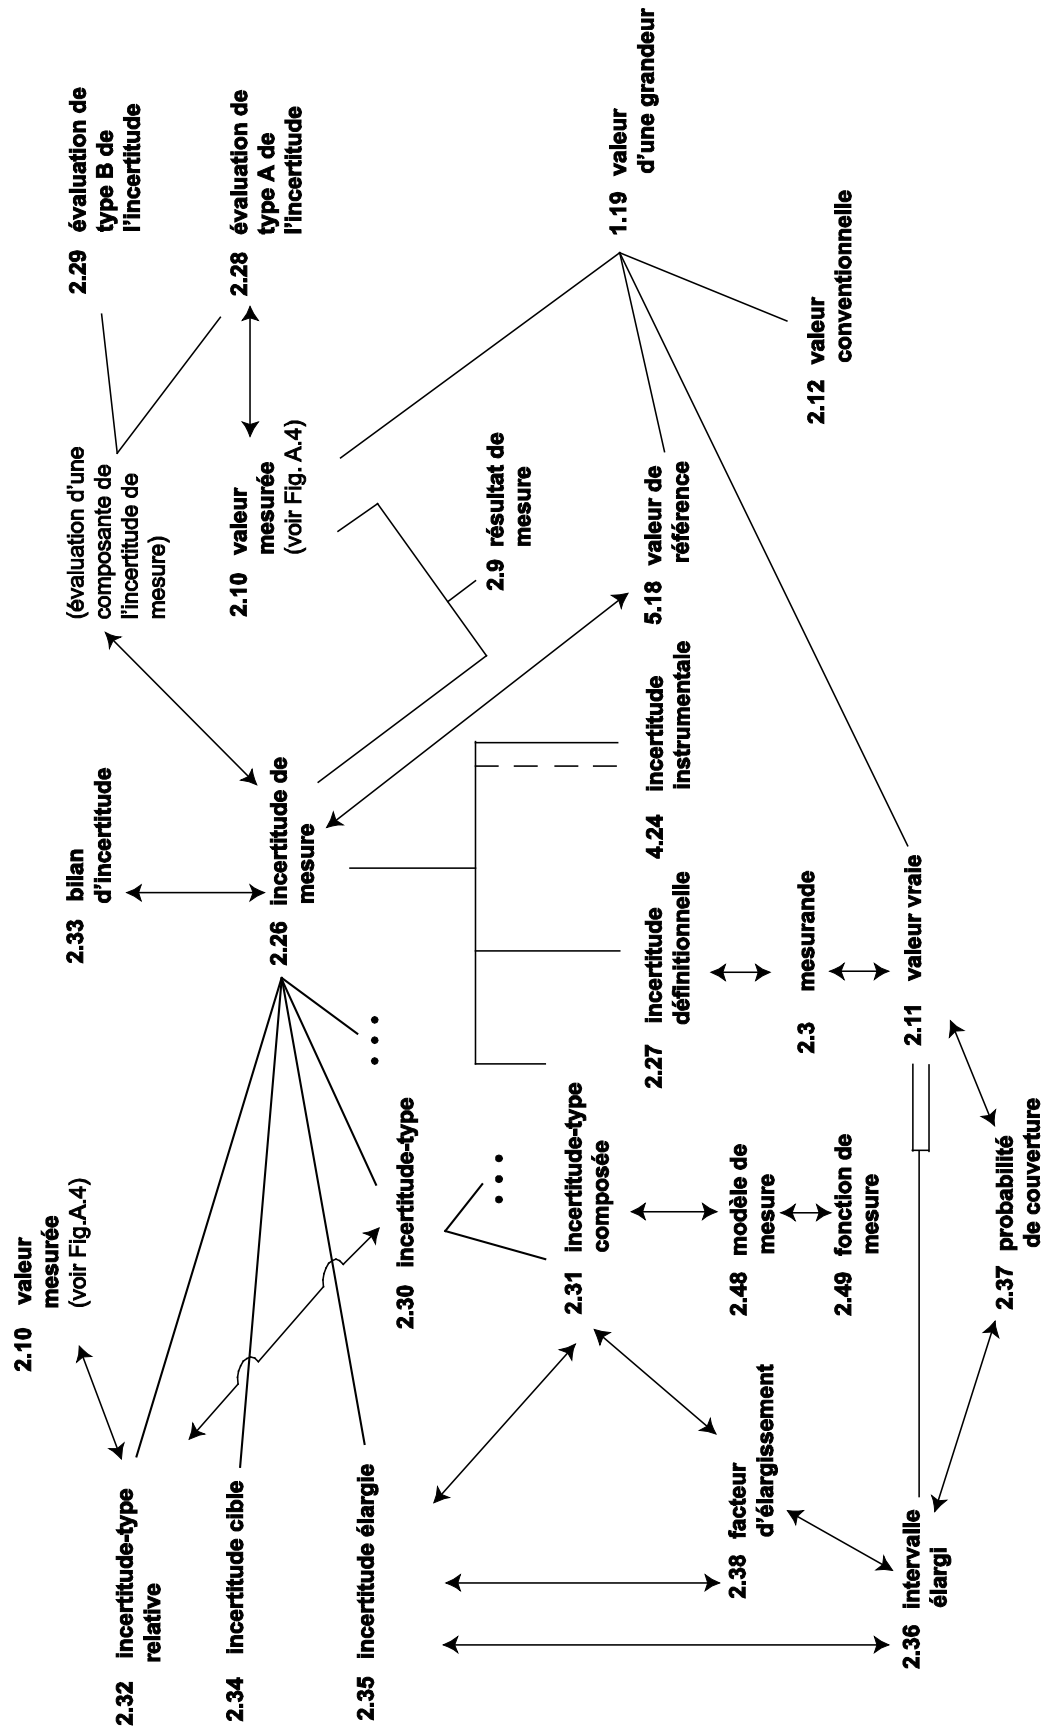 2.10 valeur
mesurée
(voir Fig.A.4)
2.33 bilan
d'incertitude
(évaluation d'une
composante de
l'incertitude de
mesure)
2.29 évaluation de
type B de
l'incertitude
2.32 incertitude-type
relative
2.34 incertitude cible
2.10 valeur
mesurée
(voir Fig. A.4)
2.28 évaluation de
type A de
l'incertitude
2.26 incertitude de
mesure
2.35 incertitude élargie
2.30 incertitude-type
2.9 résultat de
mesure
2.31 incertitude-type
composée
1.19 valeur
d'une grandeur
2.27 incertitude
définitionnelle
4.24 incertitude
instrumentale
5.18 valeur de
référence
2.38 facteur
d'élargissement
2.48 modèle de
mesure
2.3 mesurande
2.12 valeur
conventionnelle
2.49 fonction de
mesure
2.36 intervalle
élargi
2.11 valeur vraie
2.37 probabilité
de couverture